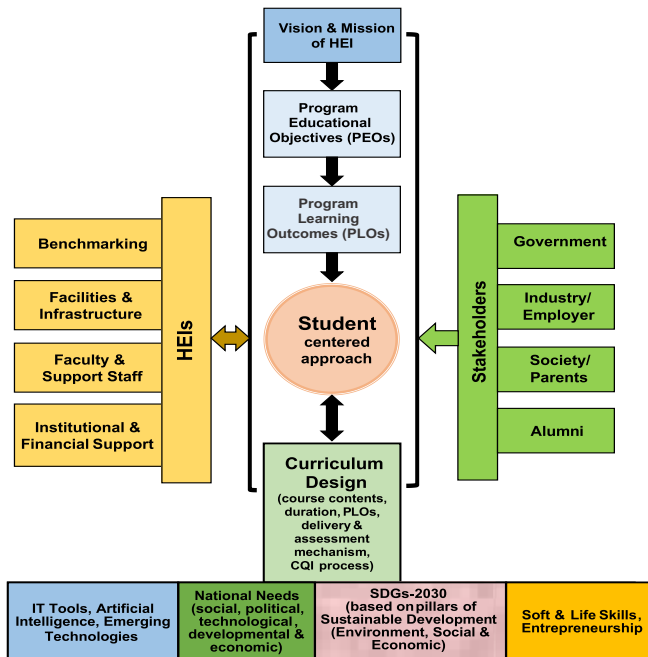 Vision & Mission
of HEI
Program
Educational
Objectives (PEOs)
Program
Learning
Outcomes (PLOs)
Student
centered
approach
Curriculum
Design
(course contents,
duration, PLOs,
delivery &
assessment
mechanism,
CQI process)
HEIs
Benchmarking
Facilities &
Infrastructure
Faculty &
Support Staff
Institutional &
Financial Support
Stakeholders
Government
Industry/
Employer
Society/
Parents
Alumni
IT Tools, Artificial
Intelligence, Emerging
Technologies
National Needs
(social, political,
technological,
developmental &
economic)
SDGs-2030
(based on pillars of
Sustainable Development
(Environment, Social &
Economic)
Soft & Life Skills,
Entrepreneurship